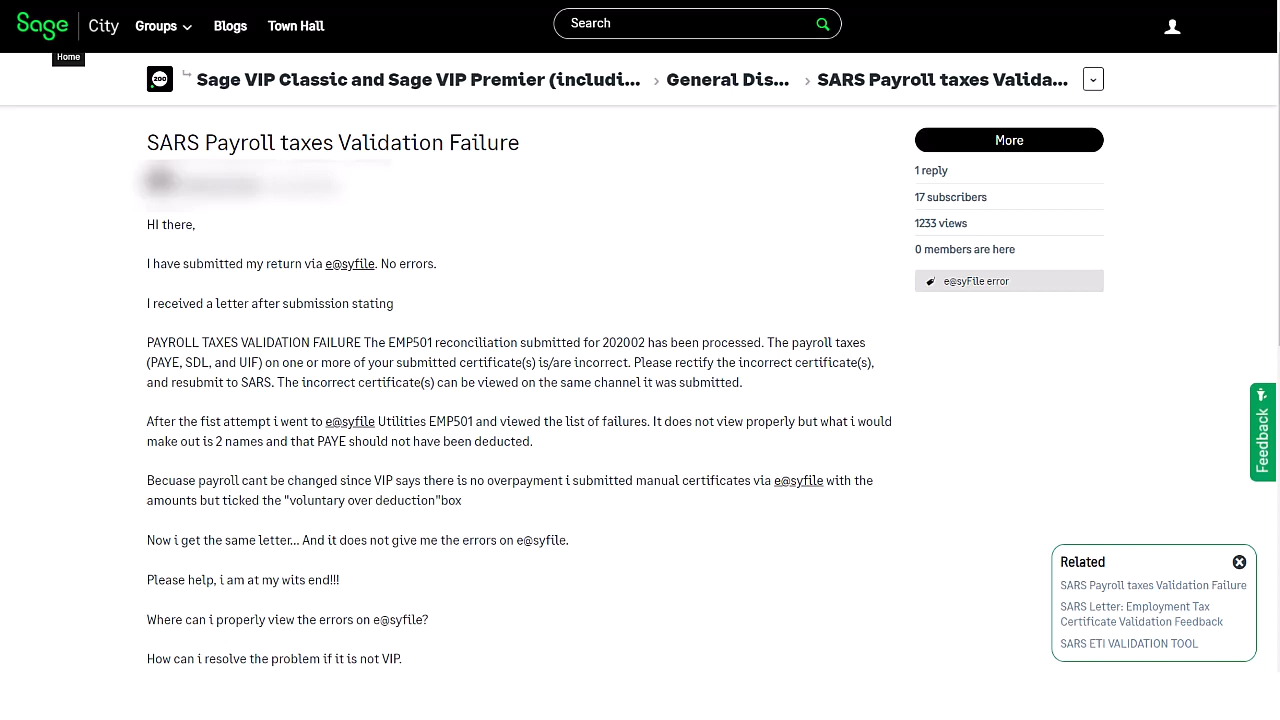 Sage City Groups Blogs Town Hall Search
Home
200 Sage VIP Classic and Sage VIP Premier (includi... › General Dis... › SARS Payroll taxes Valida...
SARS Payroll taxes Validation Failure
HI there,
I have submitted my return via e@syfile. No errors.
I received a letter after submission stating
PAYROLL TAXES VALIDATION FAILURE The EMP501 reconciliation submitted for 202002 has been processed. The payroll taxes
(PAYE, SDL, and UIF) on one or more of your submitted certificate(s) is/are incorrect. Please rectify the incorrect certificate(s),
and resubmit to SARS. The incorrect certificate(s) can be viewed on the same channel it was submitted.
After the fist attempt i went to e@syfile Utilities EMP501 and viewed the list of failures. It does not view properly but what i would
make out is 2 names and that PAYE should not have been deducted.
Becuase payroll cant be changed since VIP says there is no overpayment i submitted manual certificates via e@syfile with the
amounts but ticked the "voluntary over deduction"box
Now i get the same letter... And it does not give me the errors on e@syfile.
Please help, i am at my wits end!!!
Where can i properly view the errors on e@syfile?
How can i resolve the problem if it is not VIP.
More
1 reply
17 subscribers
1233 views
0 members are here
e@syFile error
Feedback
Related
SARS Payroll taxes Validation Failure
SARS Letter: Employment Tax
Certificate Validation Feedback
SARS ETI VALIDATION TOOL